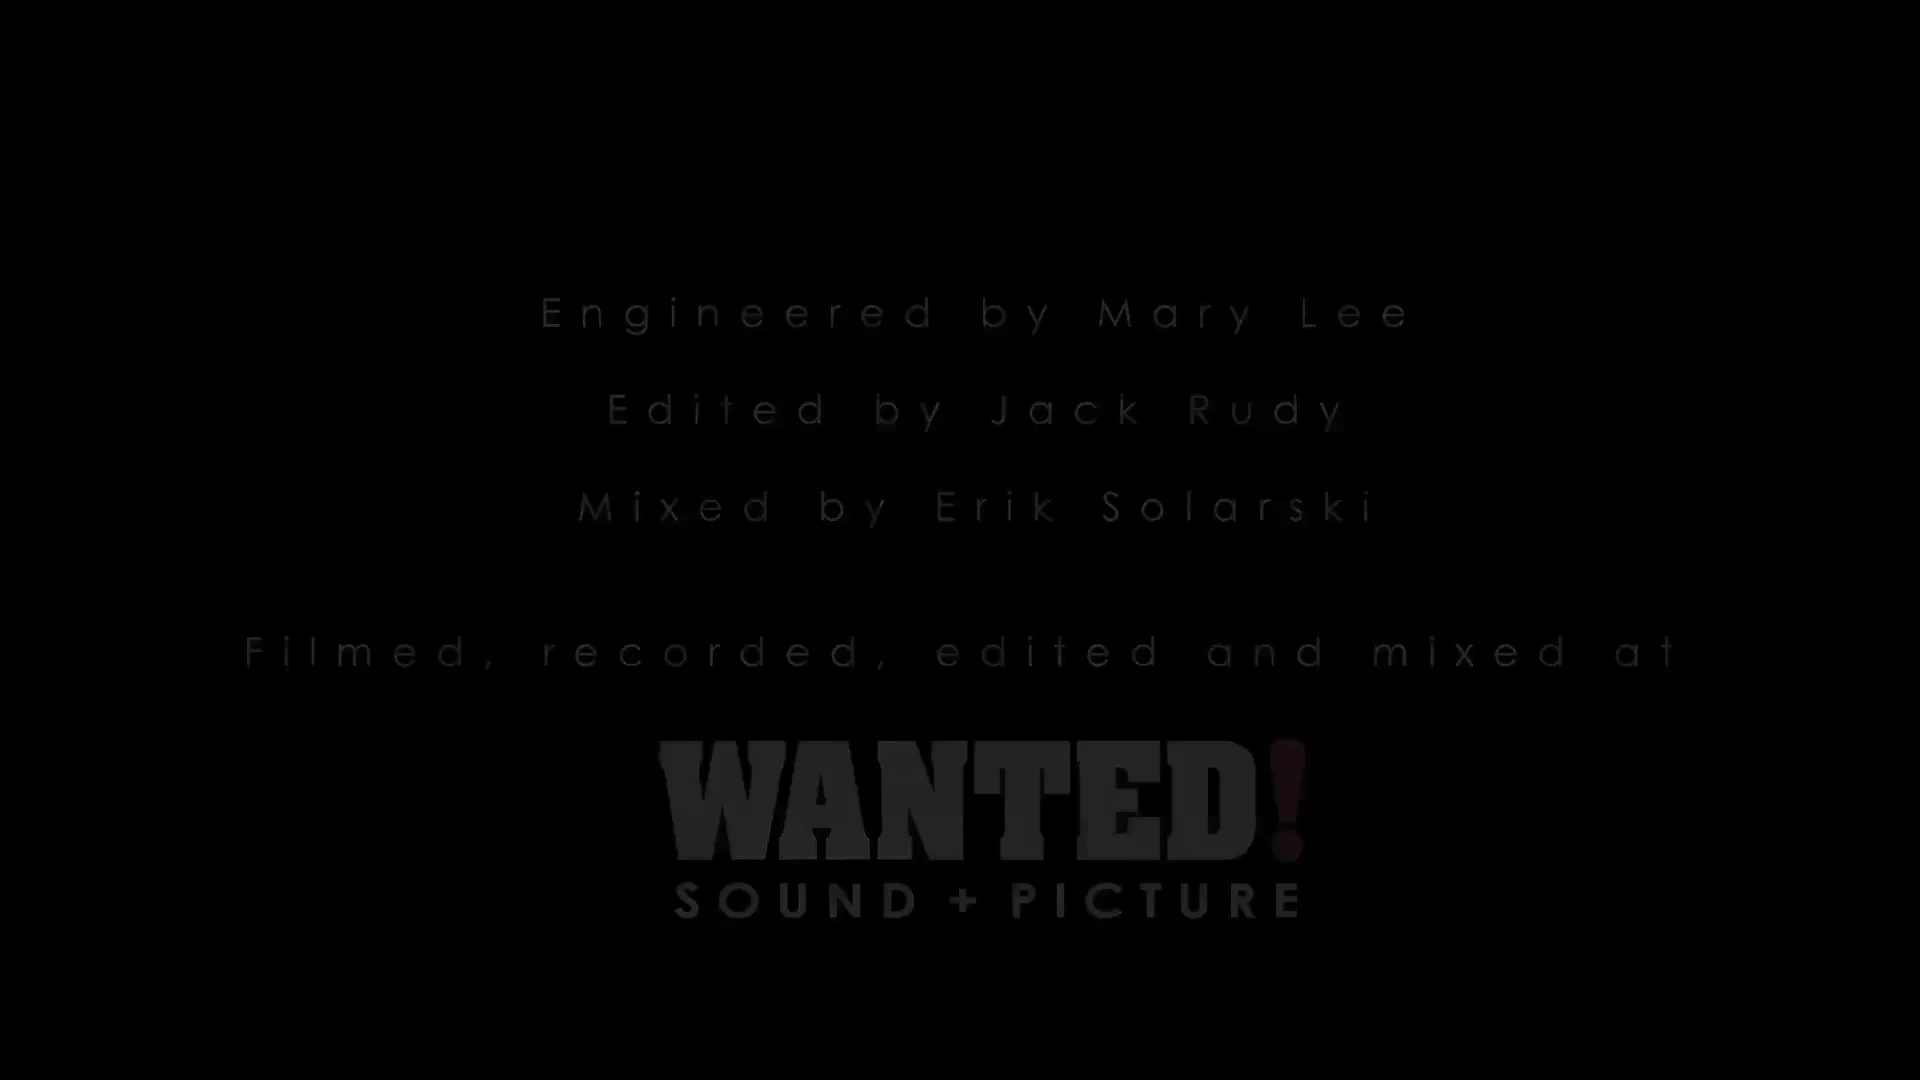 Engineered by Mary Lee
Edited by Jack Rudy
Mixed by Erik Solarski
Filmed, recorded, edited and mixed at
WANTED!
SOUND + PICTURE